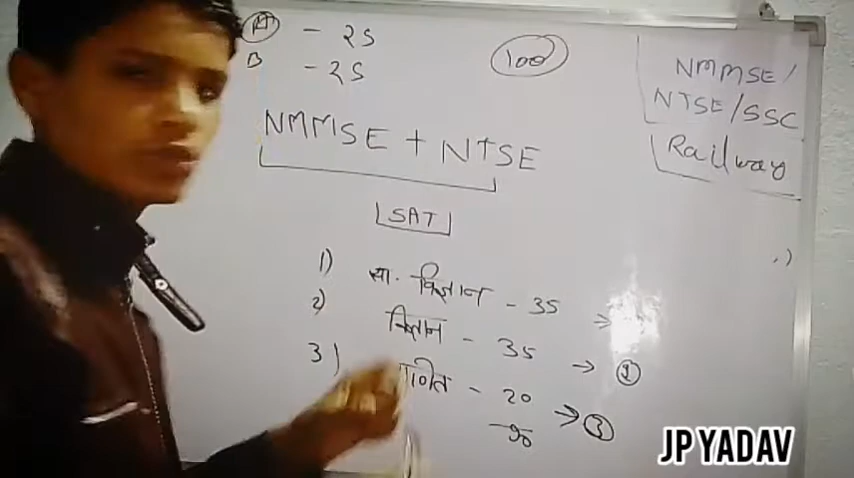 A - 25
B - 25
100
NMMSE/
NTSE/SSC
Railway
NMMSE + NTSE
SAT
1) सा. विज्ञान - 35 →
2) विज्ञान - 35 → 2
3) - 20 → 3
JP YADAV